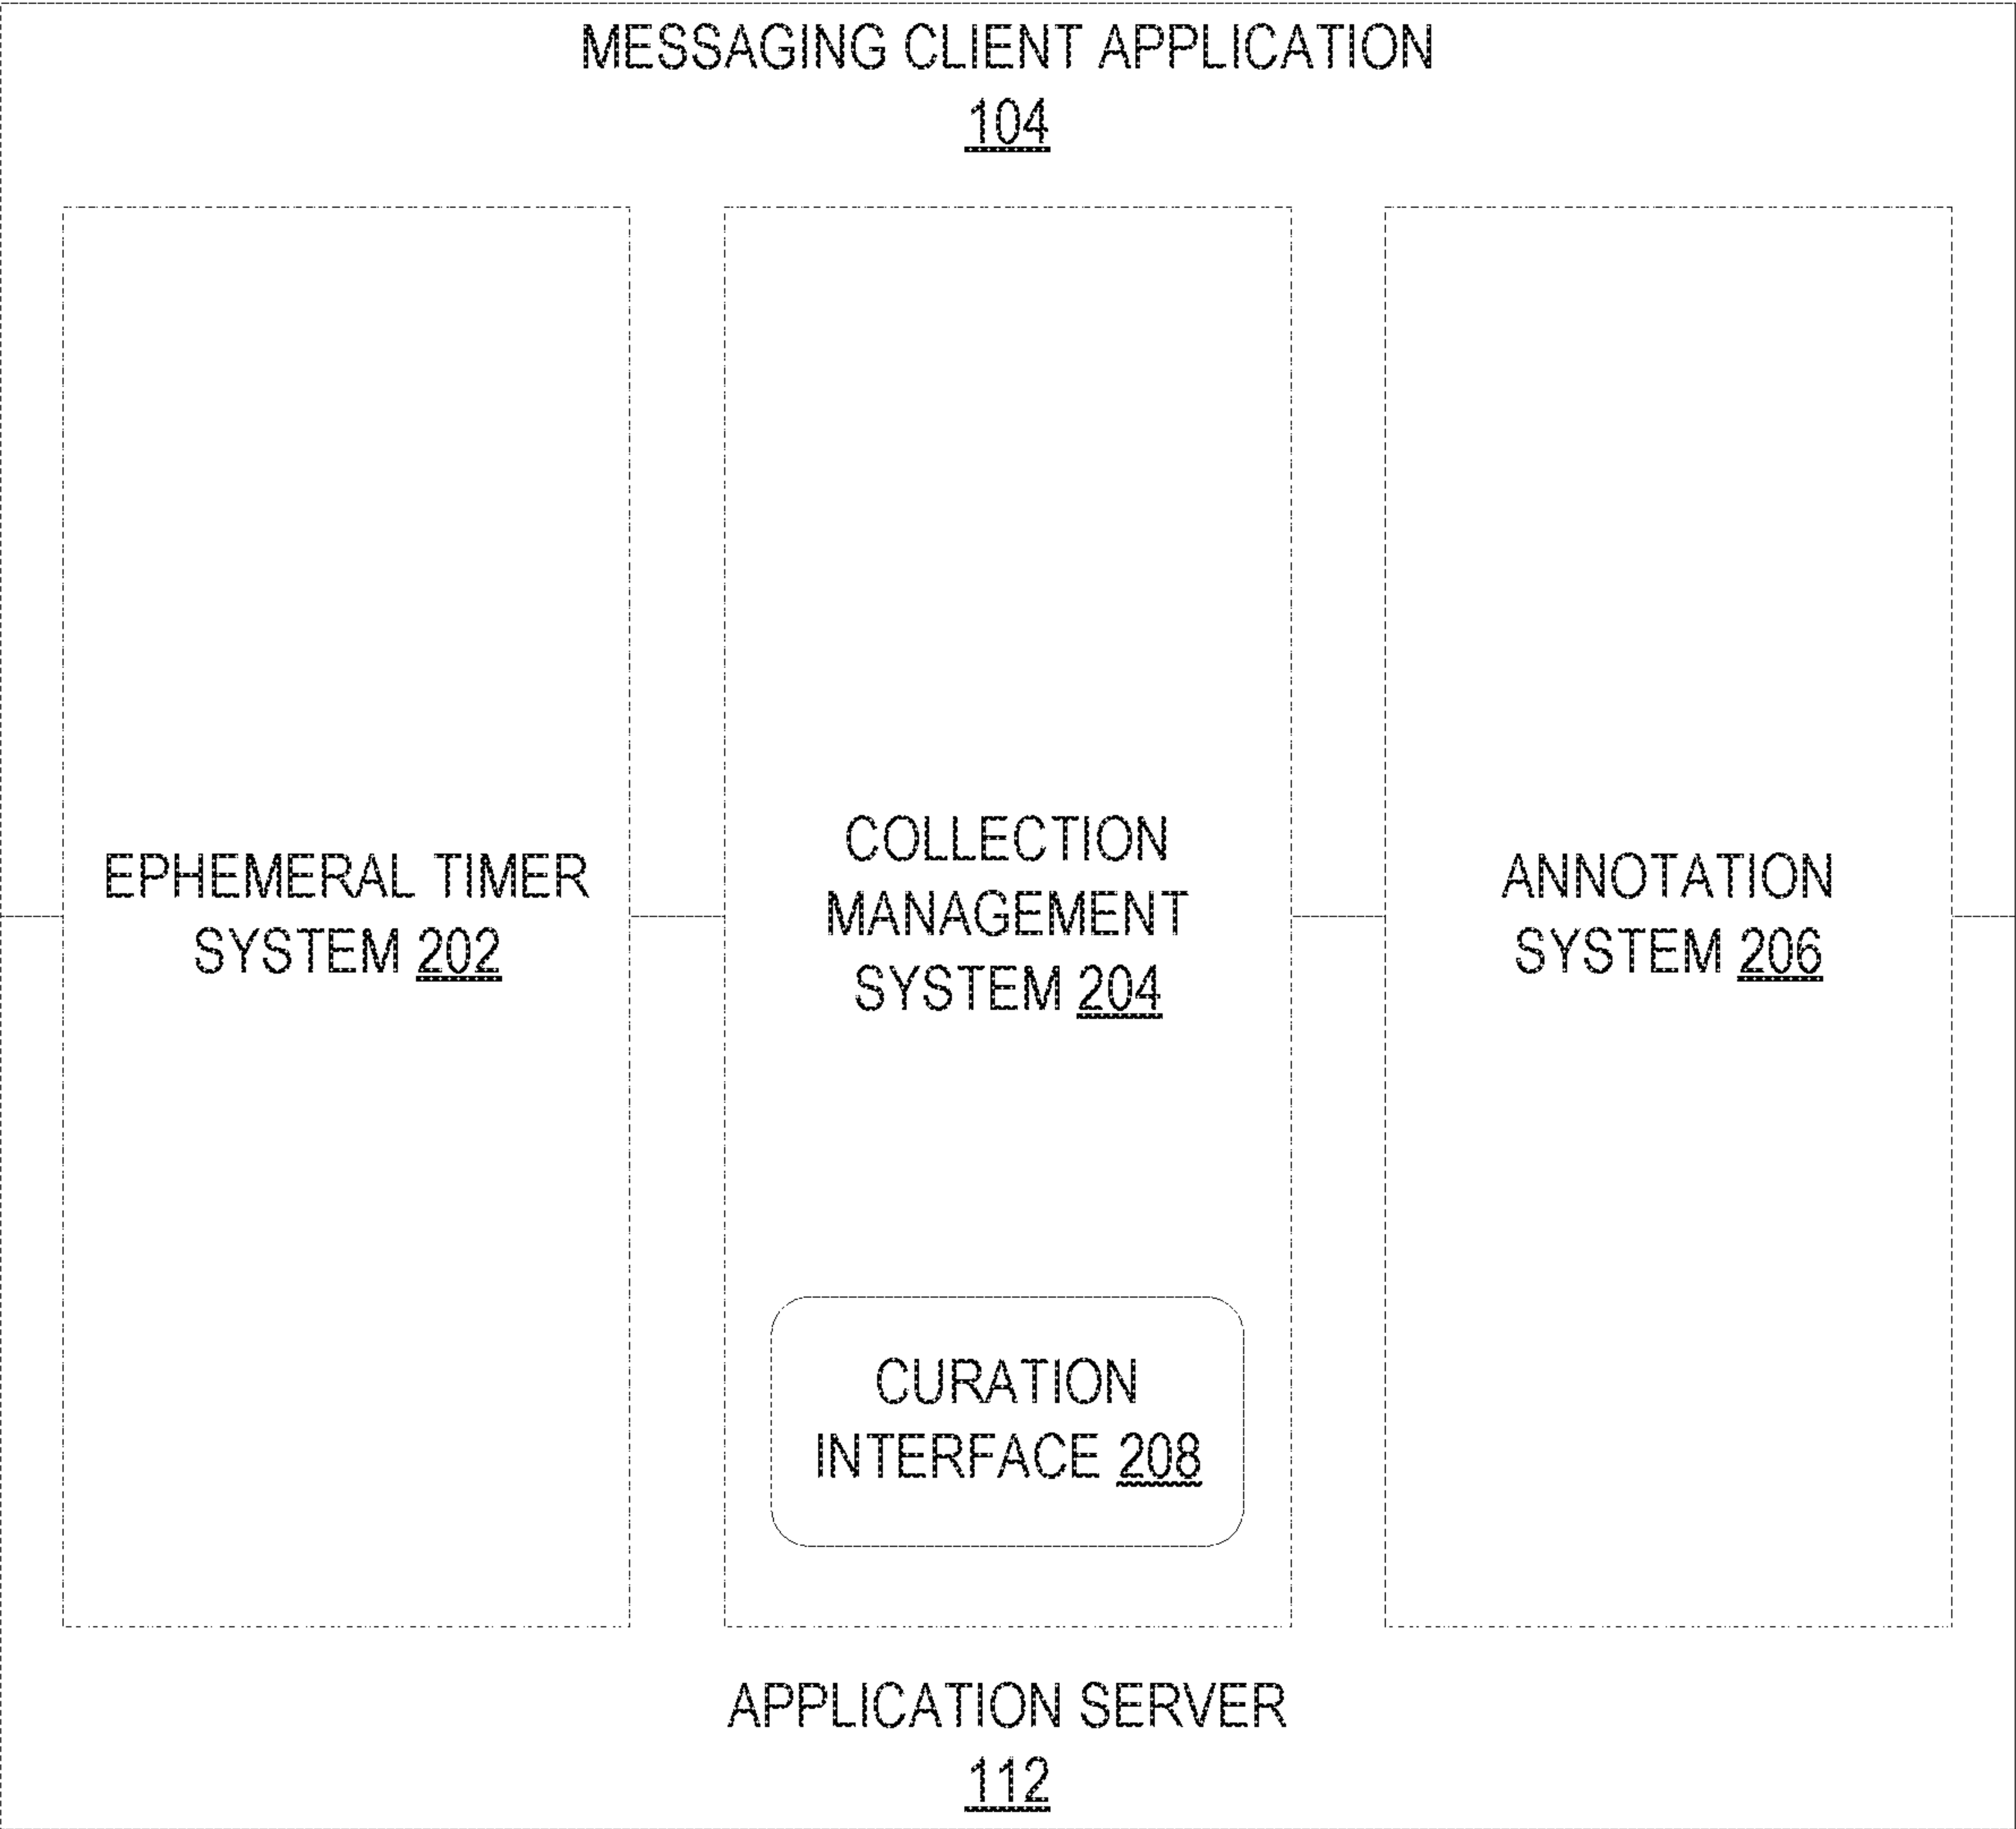 MESSAGING CLIENT APPLICATION
104
EPHEMERAL TIMER
SYSTEM 202
COLLECTION
MANAGEMENT
SYSTEM 204
CURATION
INTERFACE 208
ANNOTATION
SYSTEM 206
APPLICATION SERVER
112